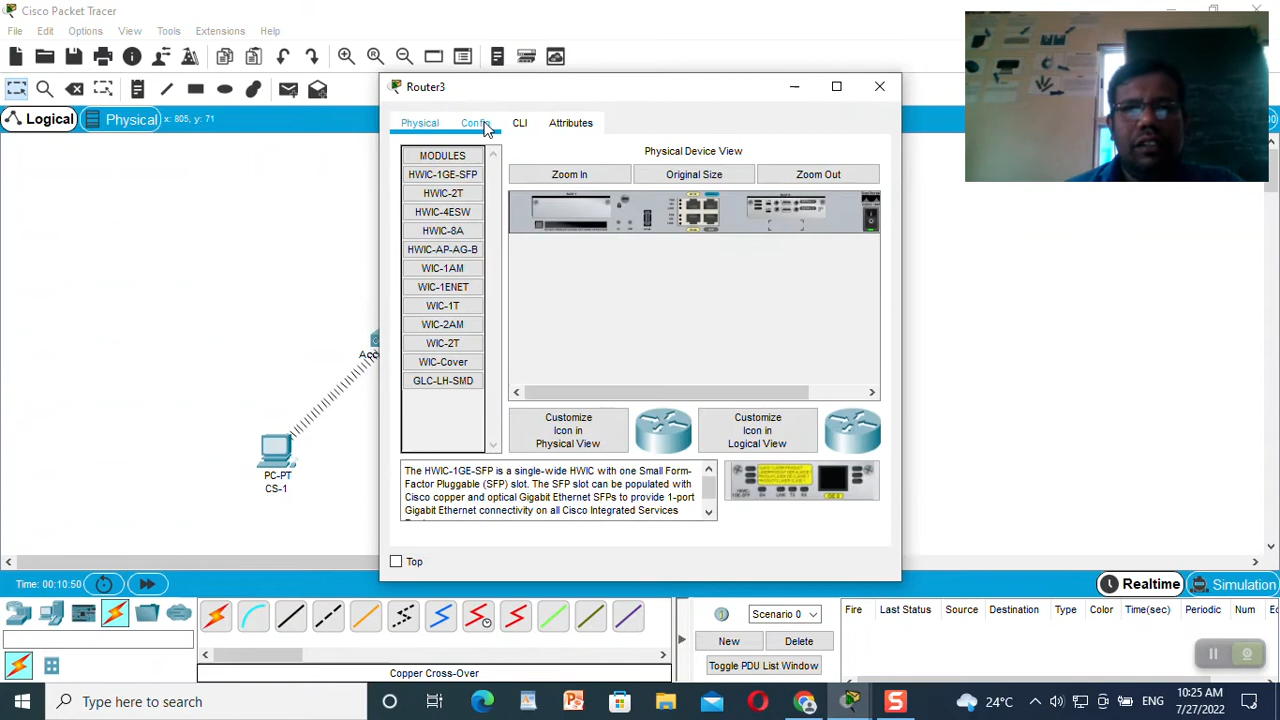 Cisco Packet Tracer
File Edit Options View Tools Extensions Help
Logical Physical x: 805, y: 71
Router3
Physical Config CLI Attributes
MODULES
HWIC-1GE-SFP
HWIC-2T
HWIC-4ESW
HWIC-8A
HWIC-AP-AG-B
WIC-1AM
WIC-1ENET
WIC-1T
WIC-2AM
WIC-2T
WIC-Cover
GLC-LH-SMD
Physical Device View
Zoom In Original Size Zoom Out
Customize
Icon in
Physical View
Customize
Icon in
Logical View
The HWIC-1GE-SFP is a single-wide HWIC with one Small Form-
Factor Pluggable (SFP) slot. The SFP slot can be populated with
Cisco copper and optical Gigabit Ethernet SFPs to provide 1-port
Gigabit Ethernet connectivity on all Cisco Integrated Services
Top
Acc
PC-PT
CS-1
Time: 00:10:50
Realtime Simulation
Scenario 0
New Delete
Toggle PDU List Window
Fire Last Status Source Destination Type Color Time(sec) Periodic Num
Copper Cross-Over
Type here to search
24°C
ENG
10:25 AM
7/27/2022